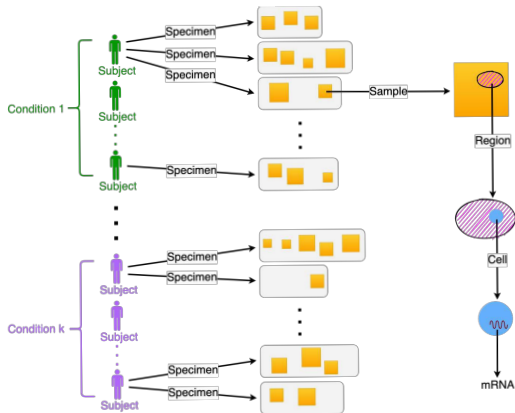 Specimen
Subject
Specimen
Specimen
Condition 1
Subject
Sample
Region
Subject
Specimen
Specimen
Subject
Specimen
Cell
Condition k
Subject
Specimen
Subject
Specimen
mRNA